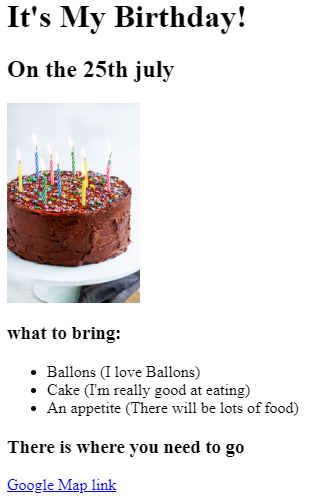 It's My Birthday!
On the 25th july
what to bring:
Ballons (I love Ballons)
Cake (I'm really good at eating)
An appetite (There will be lots of food)
There is where you need to go
Google Map link